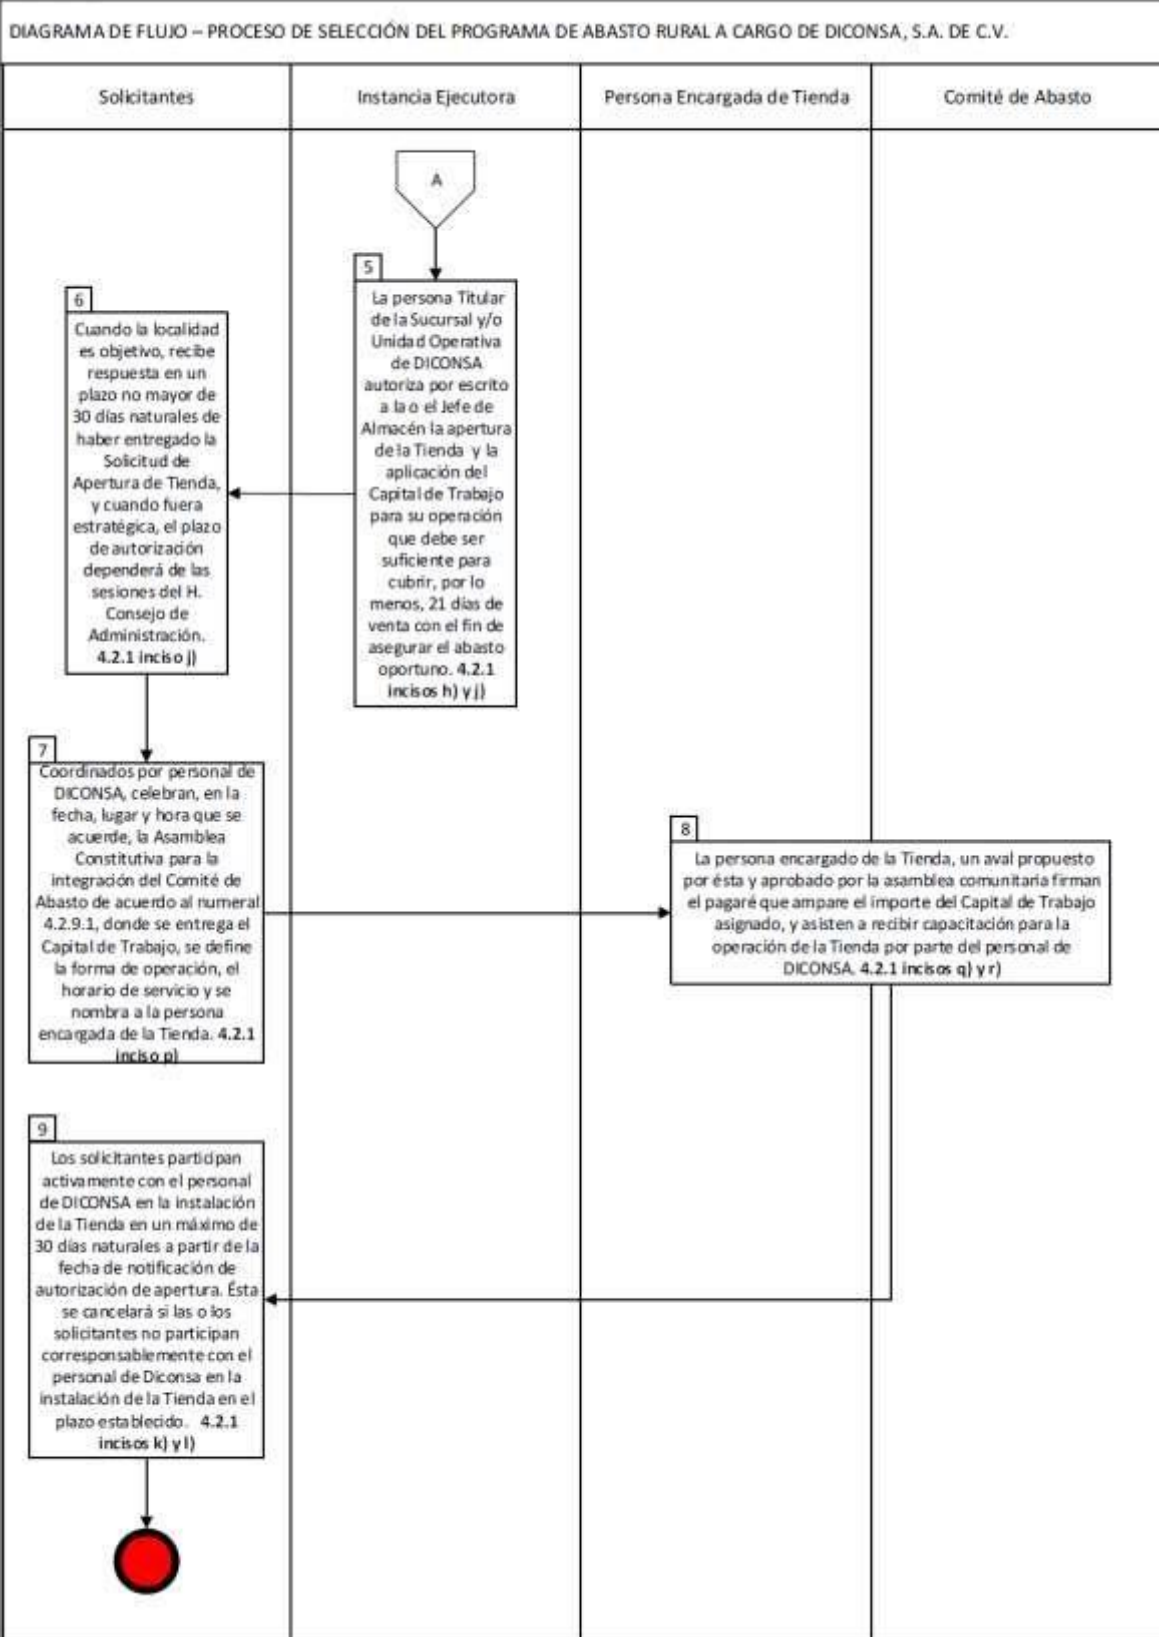 DIAGRAMA DE FLUJO – PROCESO DE SELECCIÓN DEL PROGRAMA DE ABASTO RURAL A CARGO DE DICONSA, S.A. DE C.V.
Solicitantes
Instancia Ejecutora
Persona Encargada de Tienda
Comité de Abasto
A
5
La persona Titular
de la Sucursal y/o
Unidad Operativa
de DICONSA
autoriza por escrito
a la o el Jefe de
Almacén la apertura
de la Tienda y la
aplicación del
Capital de Trabajo
para su operación
que debe ser
suficiente para
cubrir, por lo
menos, 21 días de
venta con el fin de
asegurar el abasto
oportuno. 4.2.1
incisos h) y j)
6
Cuando la localidad
es objetivo, recibe
respuesta en un
plazo no mayor de
30 días naturales de
haber entregado la
Solicitud de
Apertura de Tienda,
y cuando fuera
estratégica, el plazo
de autorización
dependerá de las
sesiones del H.
Consejo de
Administración.
4.2.1 inciso j)
7
Coordinados por personal de
DICONSA, celebran, en la
fecha, lugar y hora que se
acuerde, la Asamblea
Constitutiva para la
integración del Comité de
Abasto de acuerdo al numeral
4.2.9.1, donde se entrega el
Capital de Trabajo, se define
la forma de operación, el
horario de servicio y se
nombra a la persona
encargada de la Tienda. 4.2.1
inciso p)
8
La persona encargado de la Tienda, un aval propuesto
por ésta y aprobado por la asamblea comunitaria firman
el pagaré que ampare el importe del Capital de Trabajo
asignado, y asisten a recibir capacitación para la
operación de la Tienda por parte del personal de
DICONSA. 4.2.1 incisos q) y r)
9
Los solicitantes participan
activamente con el personal
de DICONSA en la instalación
de la Tienda en un máximo de
30 días naturales a partir de la
fecha de notificación de
autorización de apertura. Ésta
se cancelará si las o los
solicitantes no participan
corresponsablemente con el
personal de Diconsa en la
instalación de la Tienda en el
plazo establecido. 4.2.1
incisos k) y l)